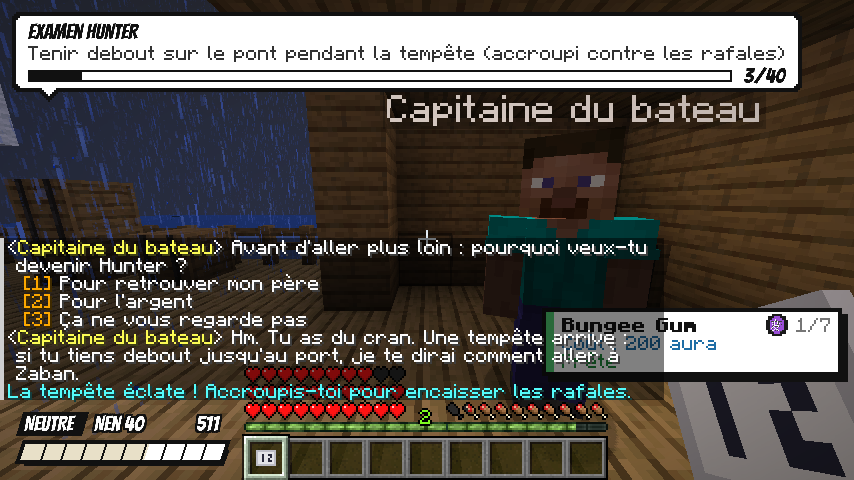 EXAMEN HUNTER
Tenir debout sur le pont pendant la tempête (accroupi contre les rafales)
3/40
Capitaine du bateau
<Capitaine du bateau> Avant d'aller plus loin : pourquoi veux-tu
devenir Hunter ?
[1] Pour retrouver mon père
[2] Pour l'argent
[3] Ça ne vous regarde pas
<Capitaine du bateau> Hm. Tu as du cran. Une tempête arrive :
si tu tiens debout jusqu'au port, je te dirai comment aller à
Zaban.
La tempête éclate ! Accroupis-toi pour encaisser les rafales.
Bungee Gum
1/7
200 aura
NEUTRE
NEN 40
511
2
12
12